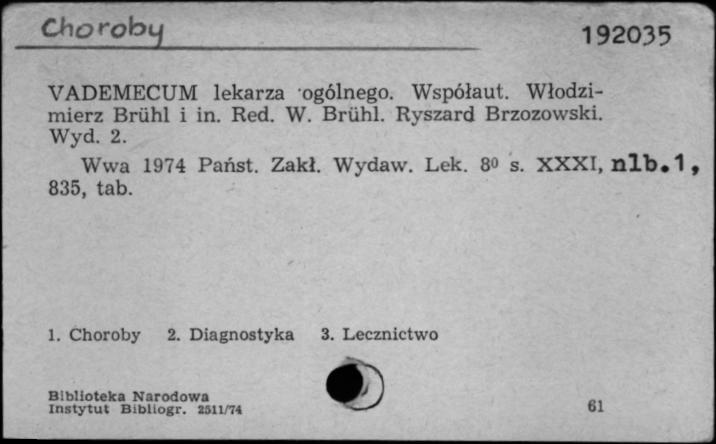 Choroby
192035
VADEMECUM lekarza ogólnego. Współaut. Włodzi-
mierz Brühl i in. Red. W. Brühl. Ryszard Brzozowski.
Wyd. 2.
Wwa 1974 Państ. Zakł. Wydaw. Lek. 8⁰ s. XXXI, nlb.1,
835, tab.
1. Choroby 2. Diagnostyka 3. Lecznictwo
Biblioteka Narodowa
Instytut Bibliogr. 2511/74
61